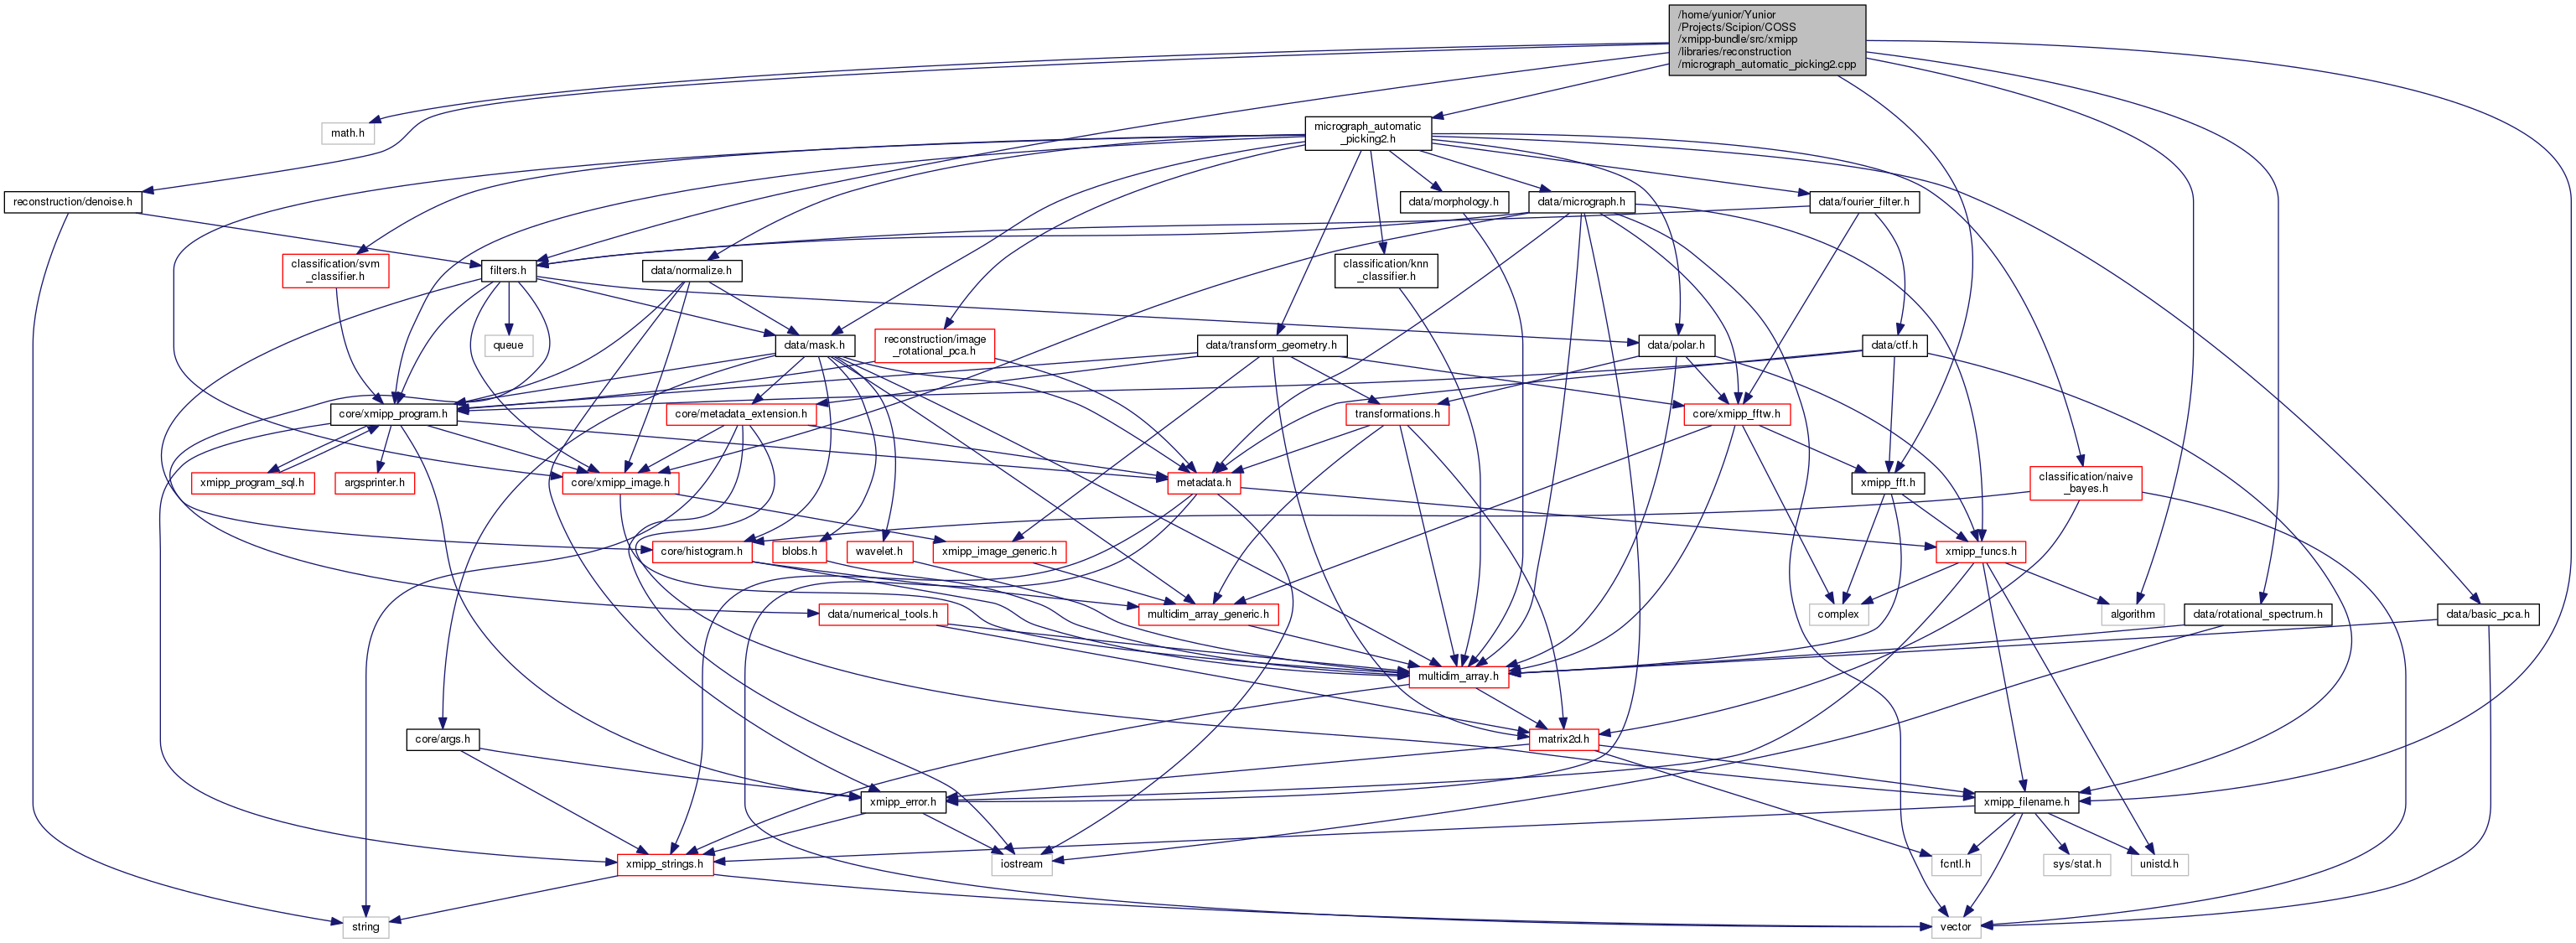 /home/yunior/Yunior
/Projects/Scipion/COSS
/xmipp-bundle/src/xmipp
/libraries/reconstruction
/micrograph_automatic_picking2.cpp
math.h
micrograph_automatic
_picking2.h
reconstruction/denoise.h
data/morphology.h
data/micrograph.h
data/fourier_filter.h
classification/svm
_classifier.h
filters.h
data/normalize.h
classification/knn
_classifier.h
queue
data/mask.h
reconstruction/image
_rotational_pca.h
data/transform_geometry.h
data/polar.h
data/ctf.h
core/xmipp_program.h
core/metadata_extension.h
transformations.h
core/xmipp_fftw.h
xmipp_program_sql.h
argsprinter.h
core/xmipp_image.h
metadata.h
xmipp_fft.h
classification/naive
_bayes.h
core/histogram.h
blobs.h
wavelet.h
xmipp_image_generic.h
xmipp_funcs.h
data/numerical_tools.h
multidim_array_generic.h
complex
algorithm
data/rotational_spectrum.h
data/basic_pca.h
multidim_array.h
core/args.h
matrix2d.h
xmipp_error.h
xmipp_filename.h
xmipp_strings.h
iostream
fcntl.h
sys/stat.h
unistd.h
string
vector